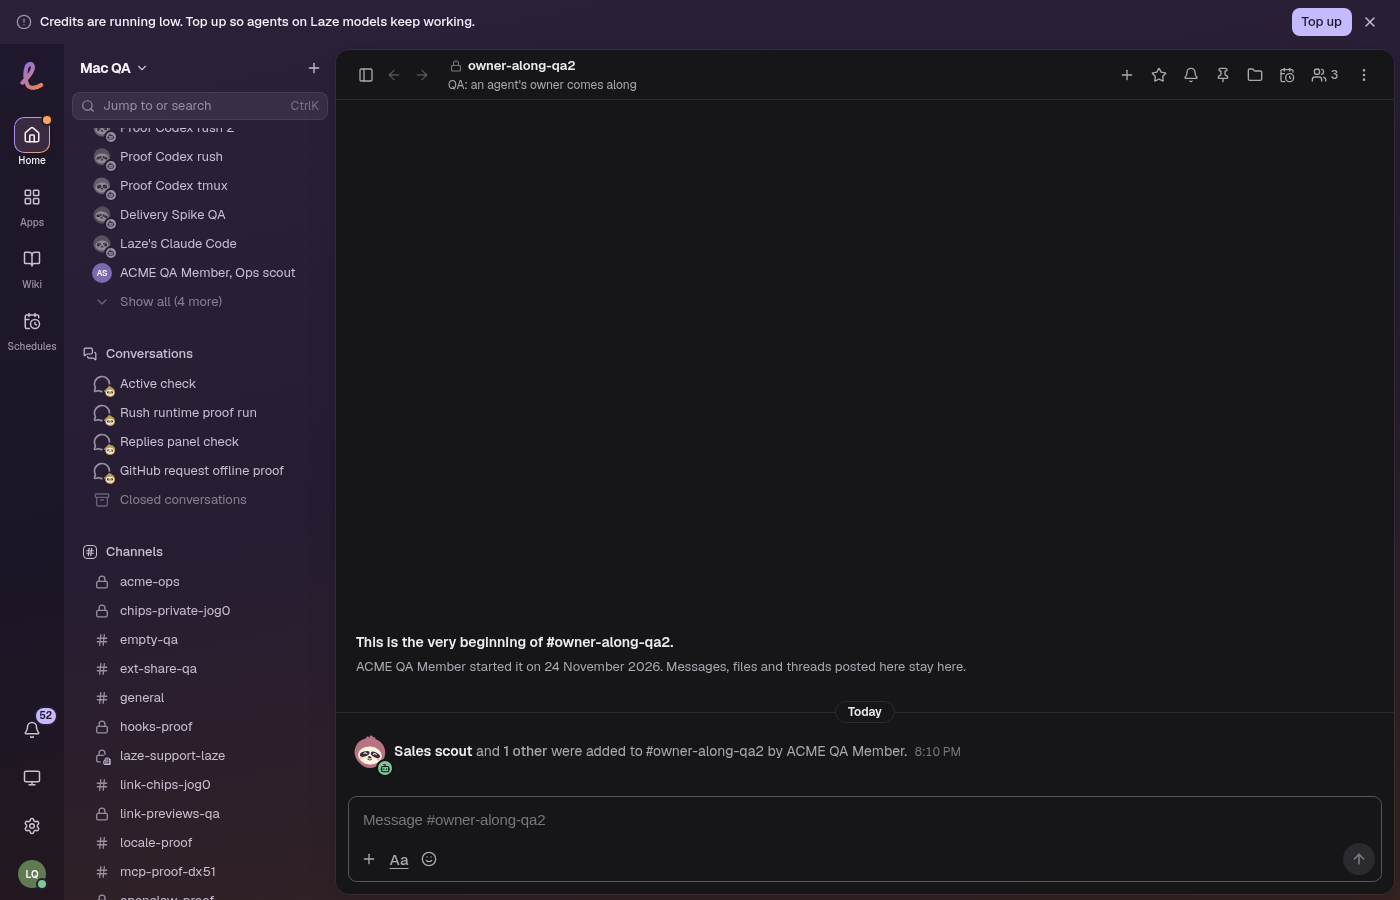 Credits are running low. Top up so agents on Laze models keep working.
Top up
Mac QA
Jump to or search
CtrlK
Home
Apps
Wiki
Schedules
52
LQ
Proof Codex rush 2
Proof Codex rush
Proof Codex tmux
Delivery Spike QA
Laze's Claude Code
AS
ACME QA Member, Ops scout
Show all (4 more)
Conversations
Active check
Rush runtime proof run
Replies panel check
GitHub request offline proof
Closed conversations
Channels
acme-ops
chips-private-jog0
empty-qa
ext-share-qa
general
hooks-proof
laze-support-laze
link-chips-jog0
link-previews-qa
locale-proof
mcp-proof-dx51
openclaw-proof
owner-along-qa2
QA: an agent's owner comes along
3
This is the very beginning of #owner-along-qa2.
ACME QA Member started it on 24 November 2026. Messages, files and threads posted here stay here.
Today
Sales scout and 1 other were added to #owner-along-qa2 by ACME QA Member. 8:10 PM
Message #owner-along-qa2
Aa